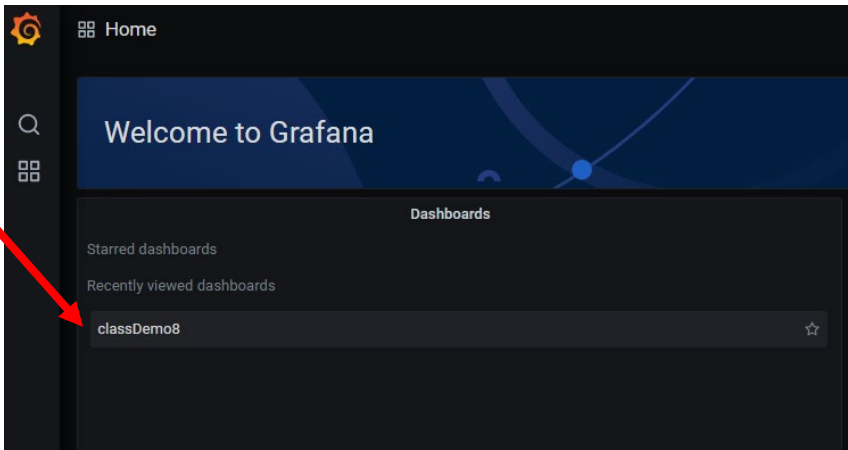 Home
Welcome to Grafana
Dashboards
Starred dashboards
Recently viewed dashboards
classDemo8